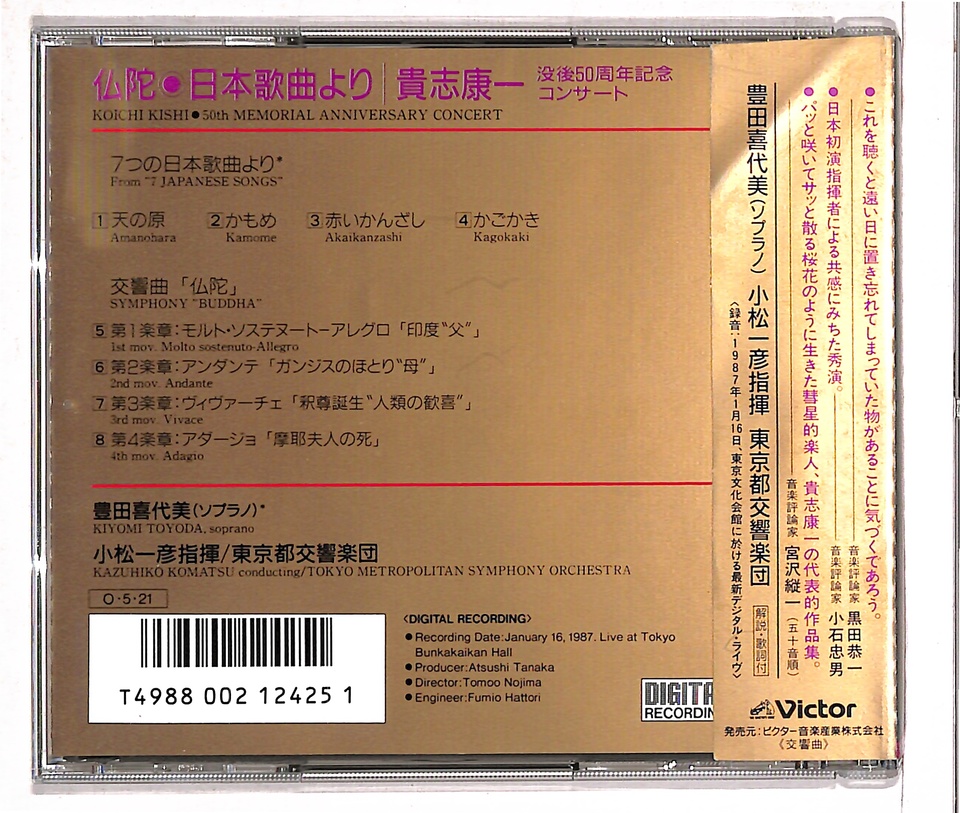 仏陀●日本歌曲より|貴志康一 没後50周年記念
コンサート
KOICHI KISHI●50th MEMORIAL ANNIVERSARY CONCERT
7つの日本歌曲より*
From "7 JAPANESE SONGS"
1 天の原 2 かもめ 3 赤いかんざし 4 かごかき
Amanohara Kamome Akaikanzashi Kagokaki
交響曲「仏陀」
SYMPHONY "BUDDHA"
5 第1楽章:モルト・ソステヌートーアレグロ「印度"父"」
1st mov. Molto sostenuto-Allegro
6 第2楽章:アンダンテ「ガンジスのほとり"母"」
2nd mov. Andante
7 第3楽章:ヴィヴァーチェ「釈尊誕生"人類の歓喜"」
3rd mov. Vivace
8 第4楽章:アダージョ「摩耶夫人の死」
4th mov. Adagio
豊田喜代美(ソプラノ)*
KIYOMI TOYODA, soprano
小松一彦指揮/東京都交響楽団
KAZUHIKO KOMATSU conducting/TOKYO METROPOLITAN SYMPHONY ORCHESTRA
O・5・21
T4988 002 12425 1
〈DIGITAL RECORDING〉
●Recording Date:January 16, 1987. Live at Tokyo
Bunkakaikan Hall
●Producer:Atsushi Tanaka
●Director:Tomoo Nojima
●Engineer:Fumio Hattori
DIGITA
RECORDIN
●これを聴くと遠い日に置き忘れてしまっていた物があることに気づくであろう。
音楽評論家 黒田恭一
●日本初演指揮者による共感にみちた秀演。
音楽評論家 小石忠男
●パッと咲いてサッと散る桜花のように生きた彗星的楽人、貴志康一の代表的作品集。
音楽評論家 宮沢縦一(五十音順)
豊田喜代美(ソプラノ) 小松一彦指揮 東京都交響楽団 解説・歌詞付
〈録音:1987年1月16日、東京文化会館に於ける最新デジタル・ライヴ〉
Victor
発売元:ビクター音楽産業株式会社
《交響曲》